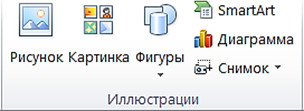 Рисунок
Картинка
Фигуры
SmartArt
Диаграмма
Снимок
Иллюстрации